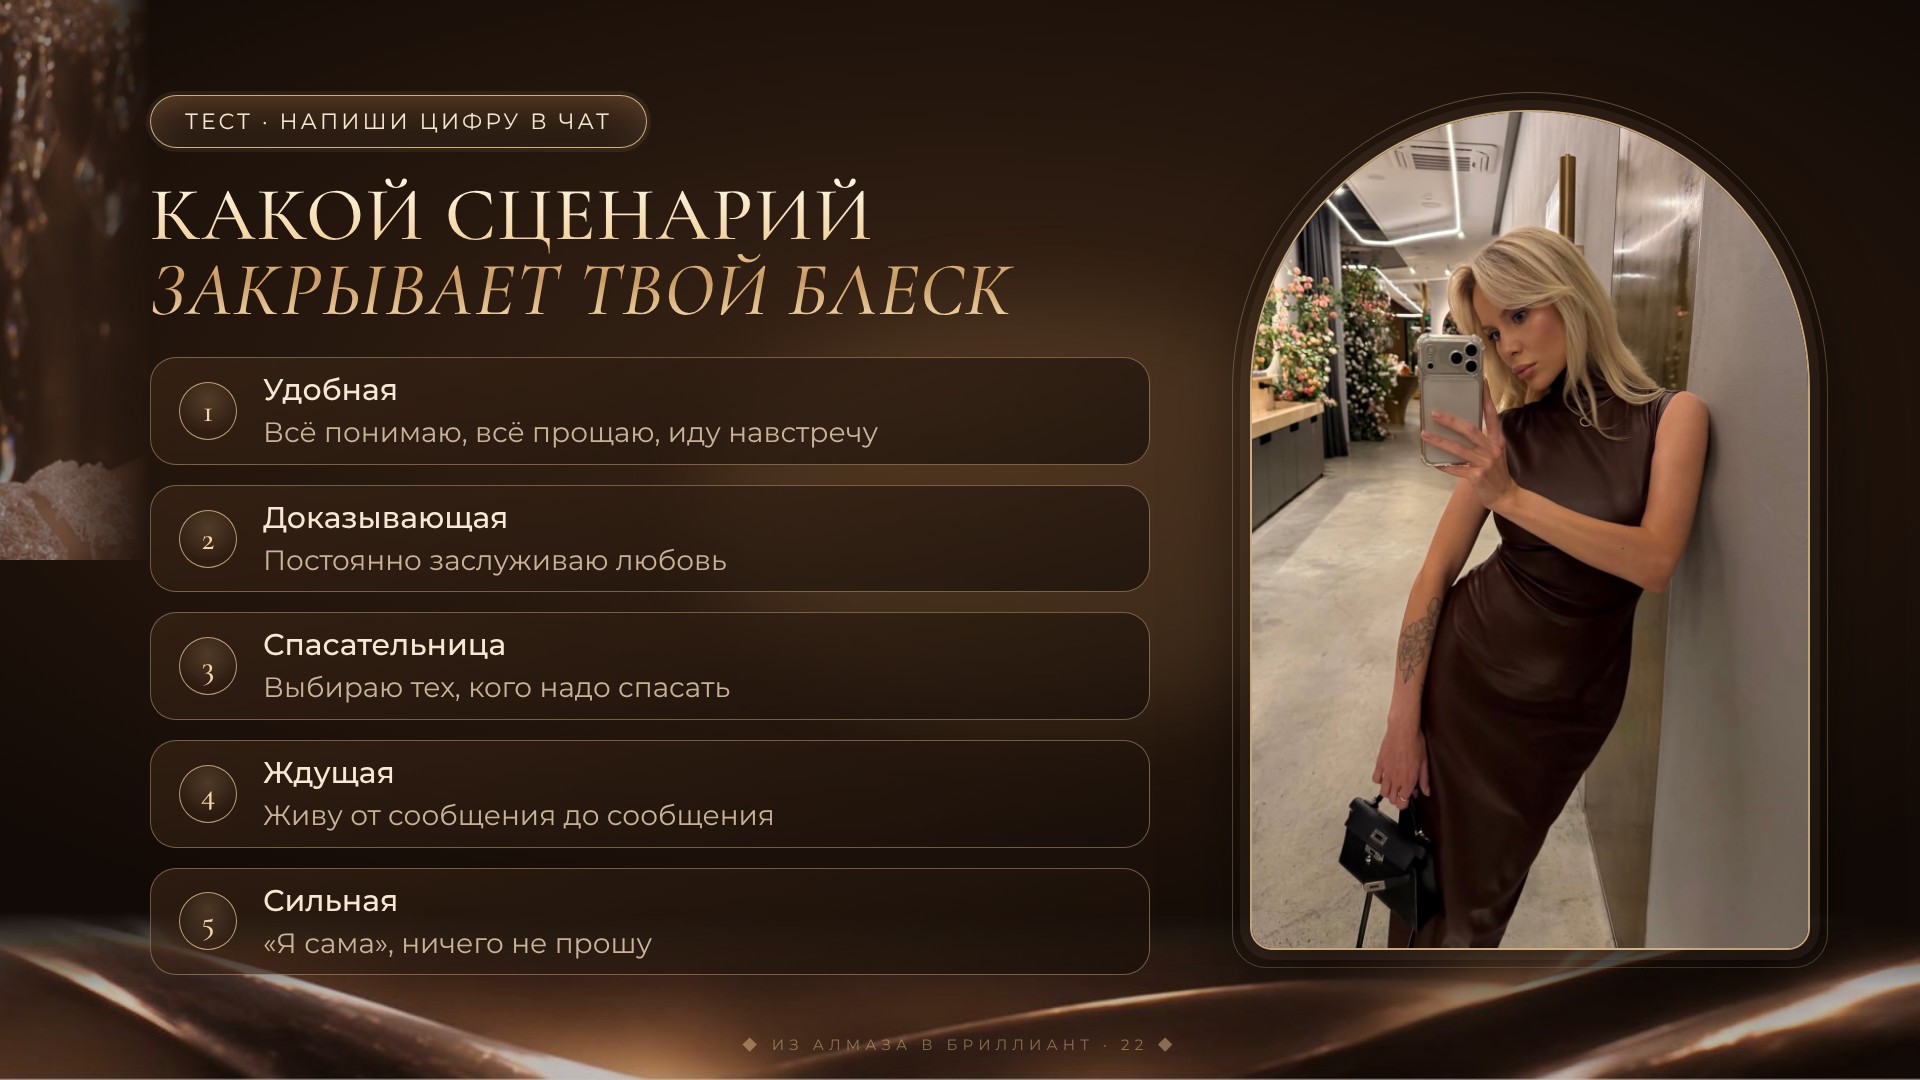 ТЕСТ · НАПИШИ ЦИФРУ В ЧАТ
КАКОЙ СЦЕНАРИЙ
ЗАКРЫВАЕТ ТВОЙ БЛЕСК
1
Удобная
Всё понимаю, всё прощаю, иду навстречу
2
Доказывающая
Постоянно заслуживаю любовь
3
Спасательница
Выбираю тех, кого надо спасать
4
Ждущая
Живу от сообщения до сообщения
5
Сильная
«Я сама», ничего не прошу
ИЗ АЛМАЗА В БРИЛЛИАНТ · 22